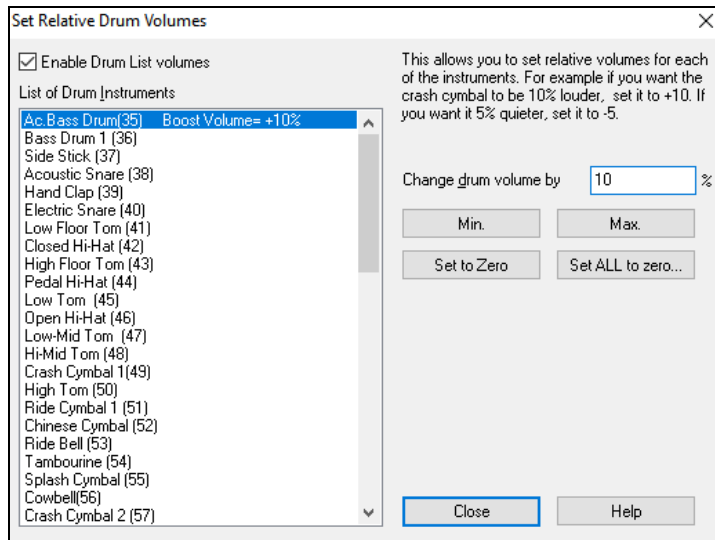 Set Relative Drum Volumes
Enable Drum List volumes
List of Drum Instruments
Ac.Bass Drum(35) Boost Volume= +10%
Bass Drum 1 (36)
Side Stick (37)
Acoustic Snare (38)
Hand Clap (39)
Electric Snare (40)
Low Floor Tom (41)
Closed Hi-Hat (42)
High Floor Tom (43)
Pedal Hi-Hat (44)
Low Tom (45)
Open Hi-Hat (46)
Low-Mid Tom (47)
Hi-Mid Tom (48)
Crash Cymbal 1(49)
High Tom (50)
Ride Cymbal 1 (51)
Chinese Cymbal (52)
Ride Bell (53)
Tambourine (54)
Splash Cymbal (55)
Cowbell(56)
Crash Cymbal 2 (57)
This allows you to set relative volumes for each
of the instruments. For example if you want the
crash cymbal to be 10% louder, set it to +10. If
you want it 5% quieter, set it to -5.
Change drum volume by 10 %
Min. Max.
Set to Zero Set ALL to zero...
Close Help